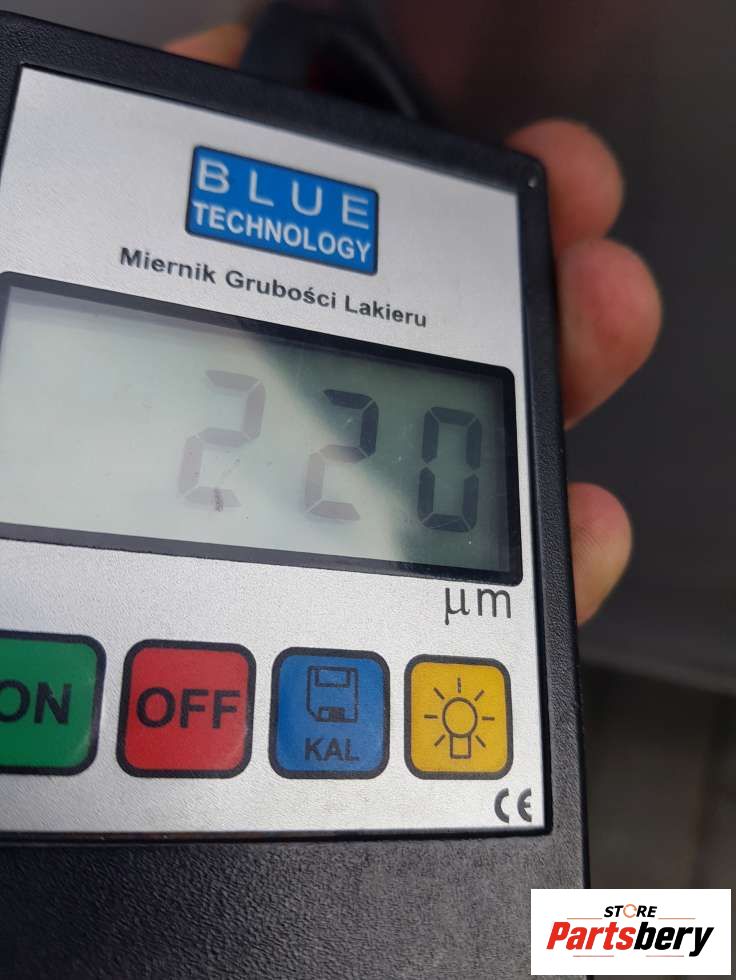 BLUE
TECHNOLOGY
Miernik Grubości Lakieru
220
µm
ON
OFF
KAL
CE
STORE
Partsbery